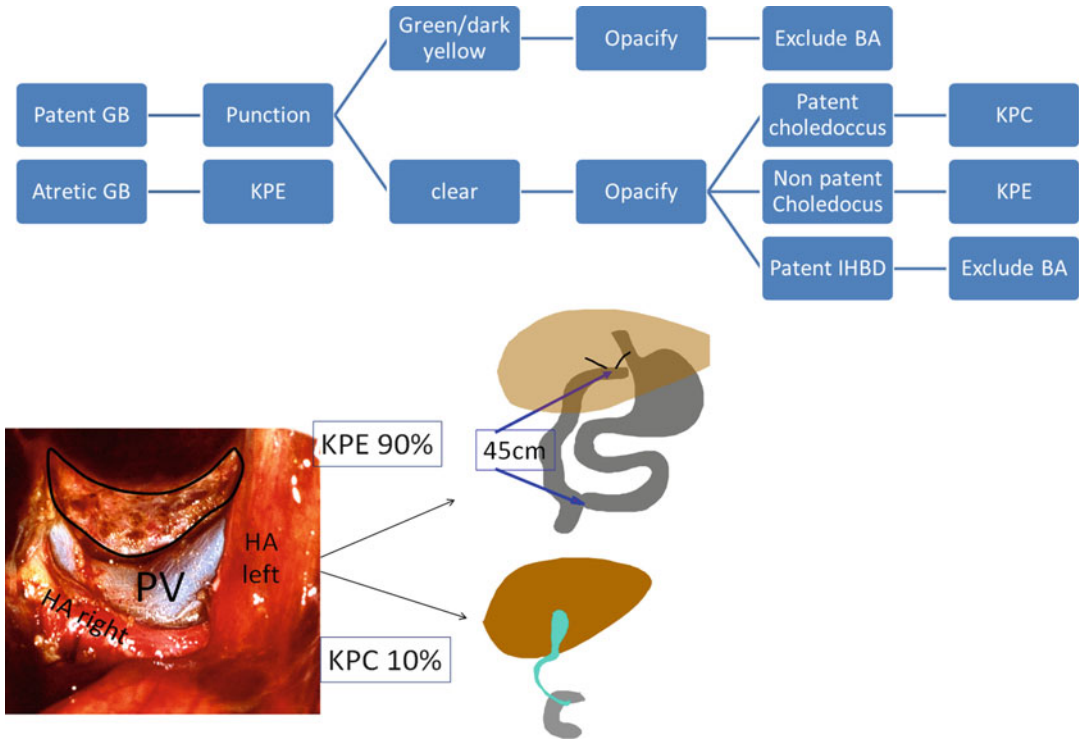 Green/dark
yellow
Opacify
Exclude BA
Patent GB
Punction
Patent
choledoccus
KPC
Atretic GB
KPE
clear
Opacify
Non patent
Choledocus
KPE
Patent IHBD
Exclude BA
KPE 90%
45cm
HA
left
PV
HA right
KPC 10%